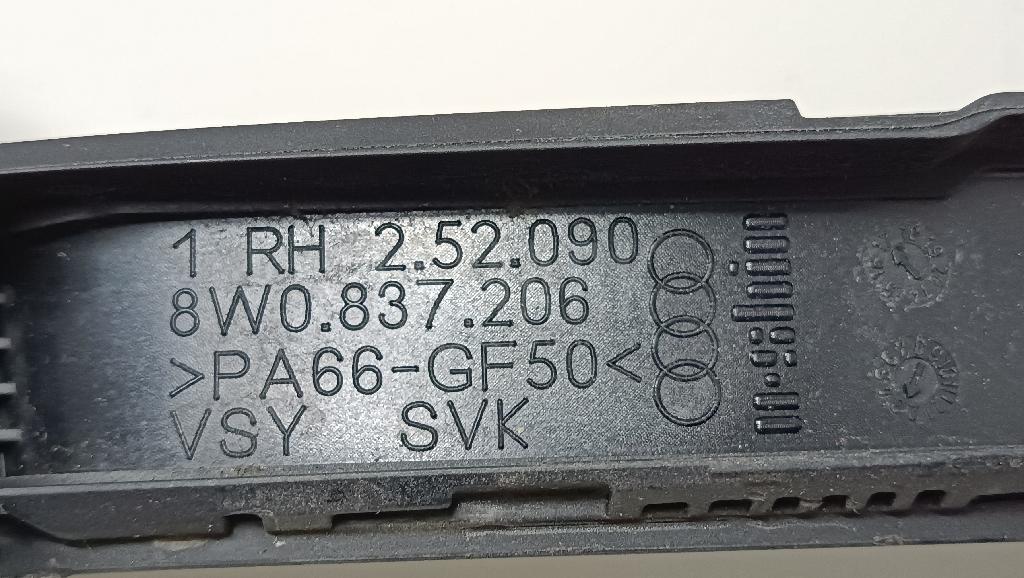 1 RH 2.52.090
8W0.837.206
>PA66-GF50<
VSY SVK